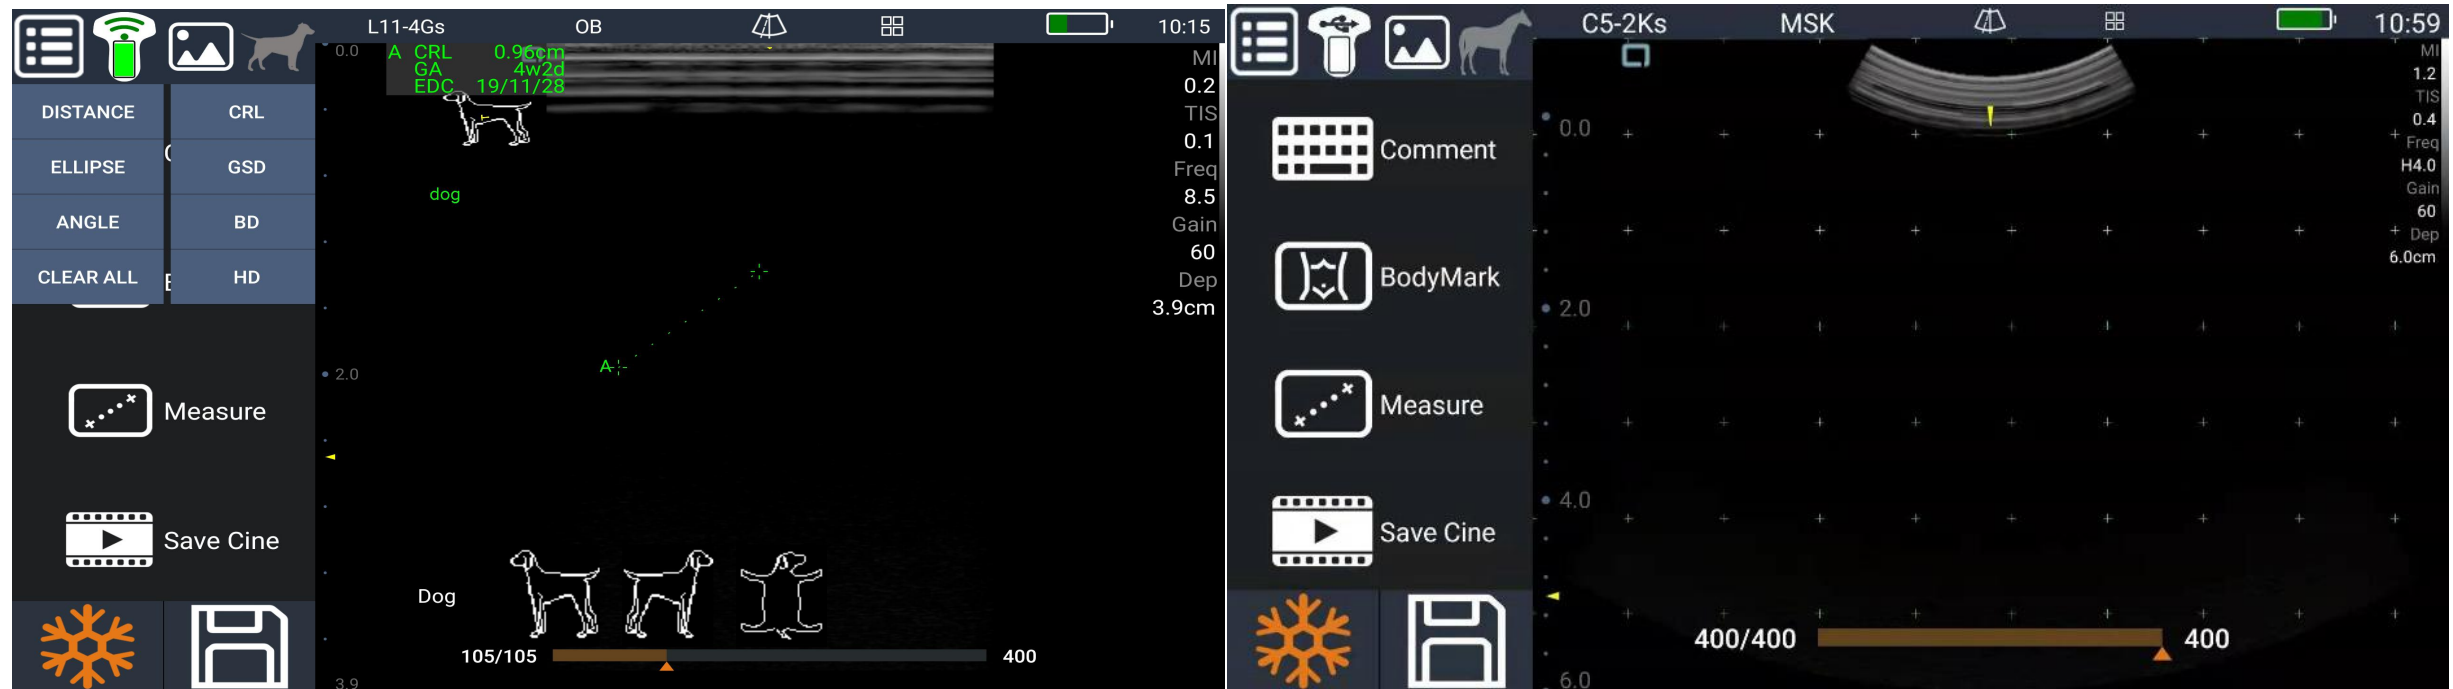 L11-4Gs OB 10:15
A CRL 0.96cm
GA 4w2d
EDC 19/11/28
0.0
DISTANCE CRL
ELLIPSE GSD
ANGLE BD
CLEAR ALL HD
Measure
Save Cine
dog
A
2.0
3.9
Dog
105/105 400
MI
0.2
TIS
0.1
Freq
8.5
Gain
60
Dep
3.9cm
C5-2Ks MSK 10:59
Comment
BodyMark
Measure
Save Cine
0.0
2.0
4.0
6.0
400/400 400
MI
1.2
TIS
0.4
Freq
H4.0
Gain
60
Dep
6.0cm